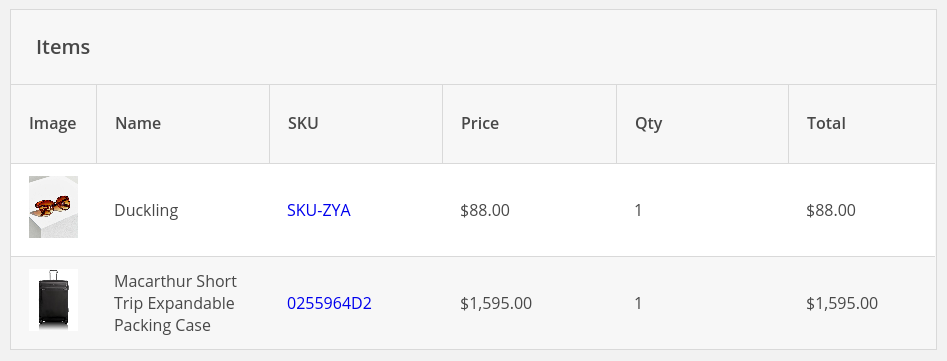 Items
Image Name SKU Price Qty Total
Duckling SKU-ZYA $88.00 1 $88.00
Macarthur Short
Trip Expandable 0255964D2 $1,595.00 1 $1,595.00
Packing Case